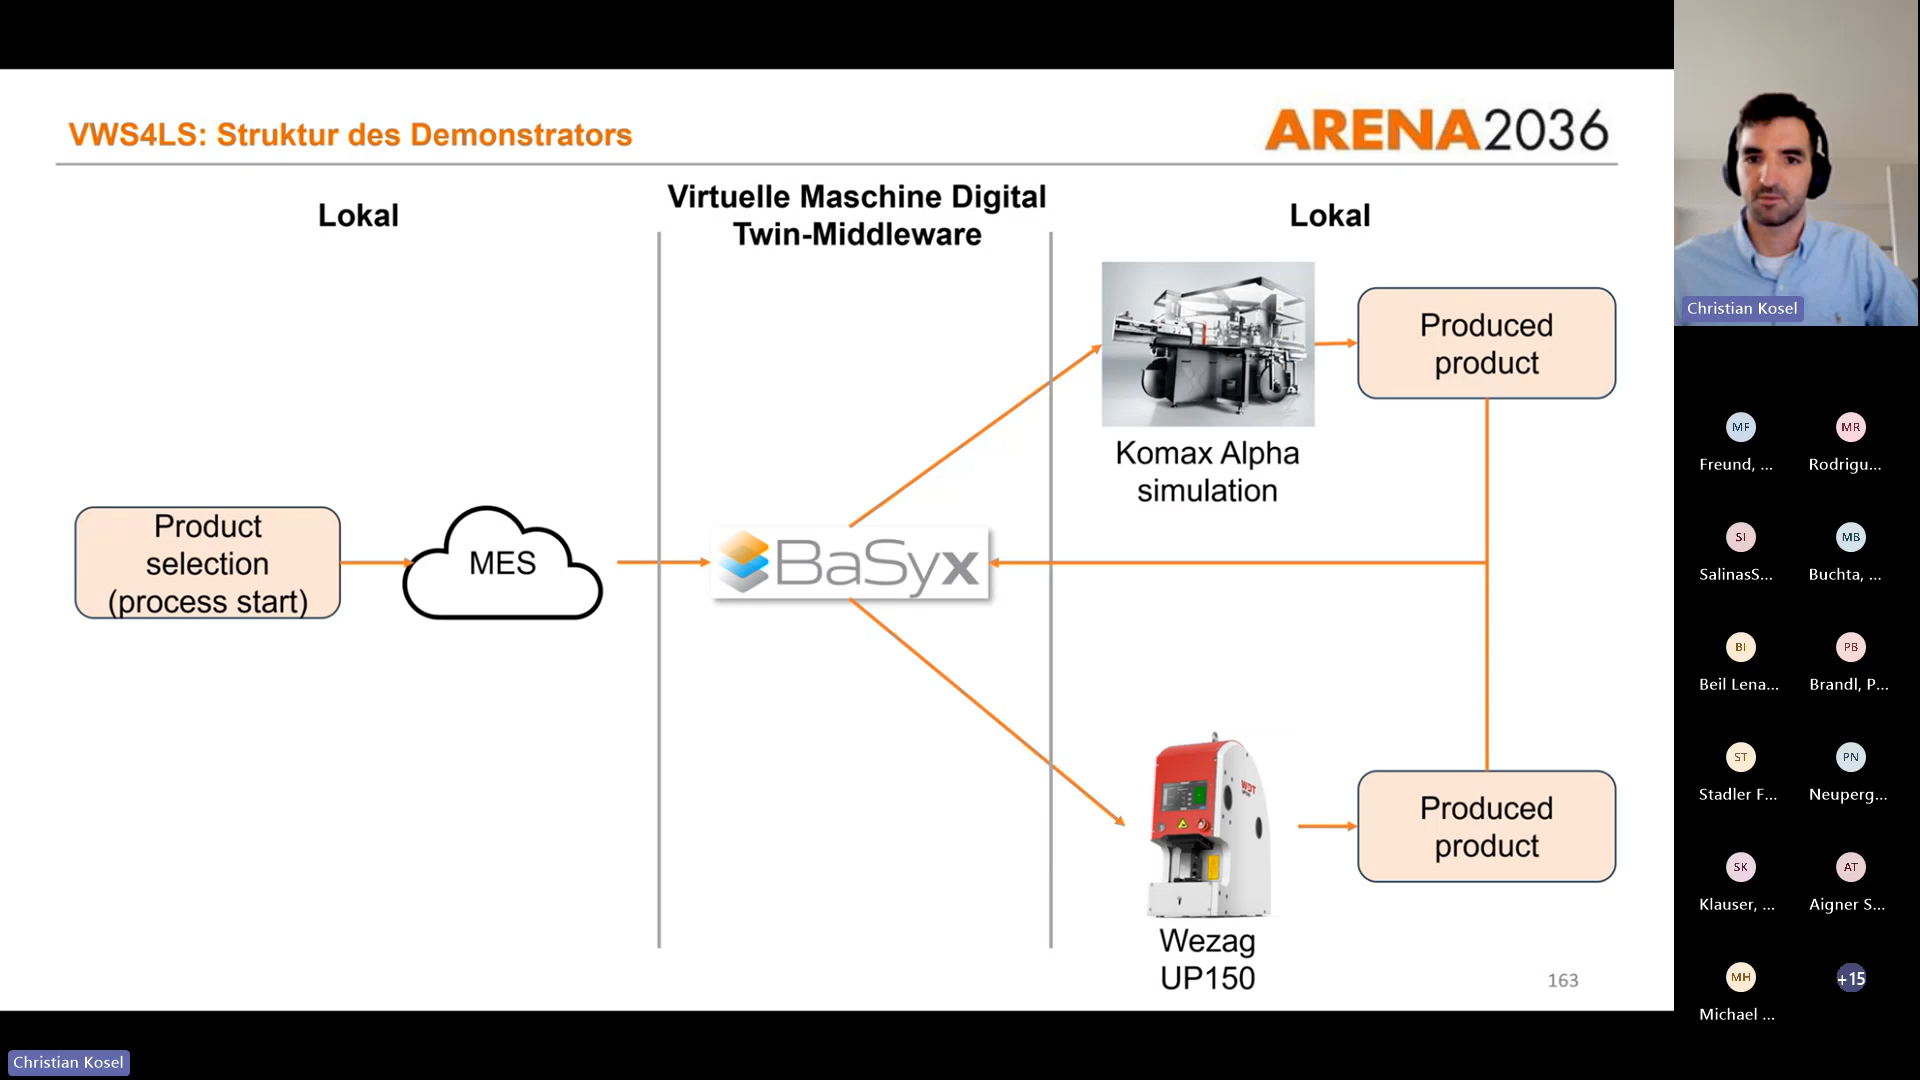 VWS4LS: Struktur des Demonstrators
ARENA2036
Lokal
Virtuelle Maschine Digital
Twin-Middleware
Lokal
Produced
product
Komax Alpha
simulation
Product
selection
(process start)
MES
BaSyx
Produced
product
Wezag
UP150
163
Christian Kosel
MF
Freund, ...
MR
Rodrigu...
SI
SalinasS...
MB
Buchta, ...
BI
Beil Lena...
PB
Brandl, P...
ST
Stadler F...
PN
Neuperg...
SK
Klauser, ...
AT
Aigner S...
MH
Michael ...
+15
Christian Kosel